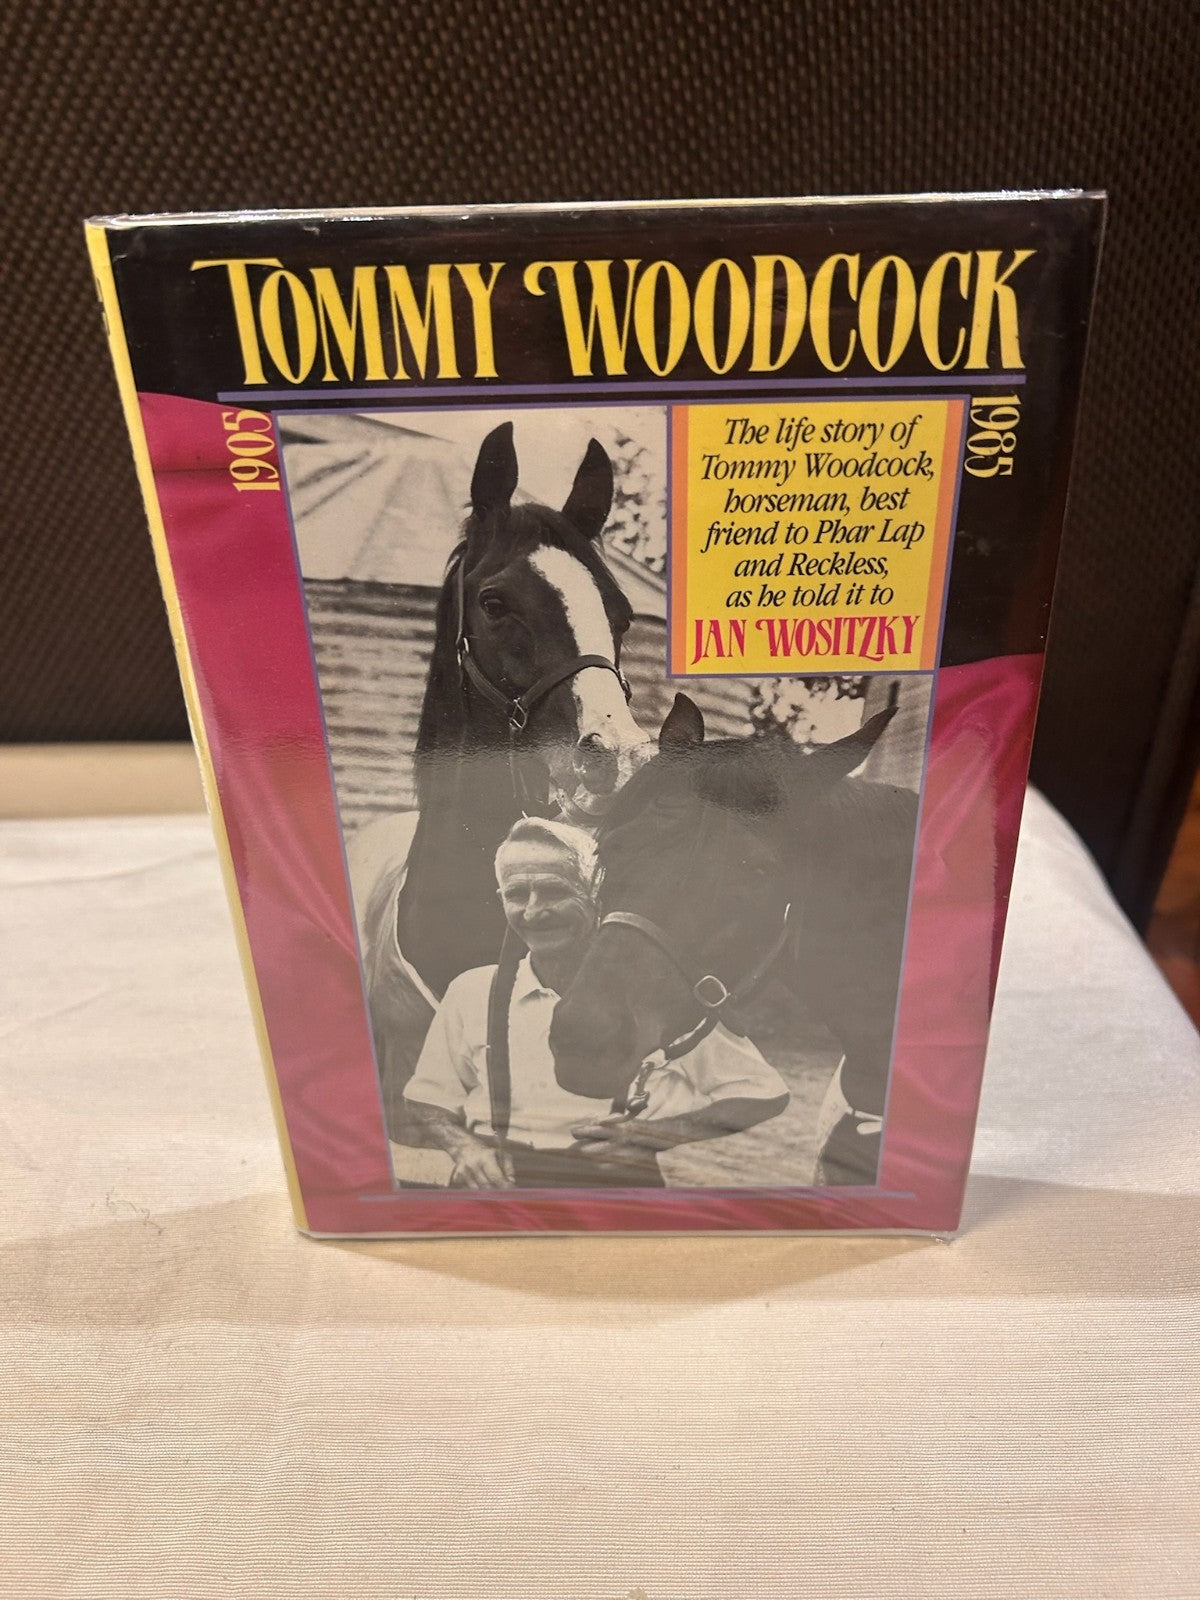 TOMMY WOODCOCK
1905
1985
The life story of
Tommy Woodcock,
horseman, best
friend to Phar Lap
and Reckless,
as he told it to
JAN WOSITZKY